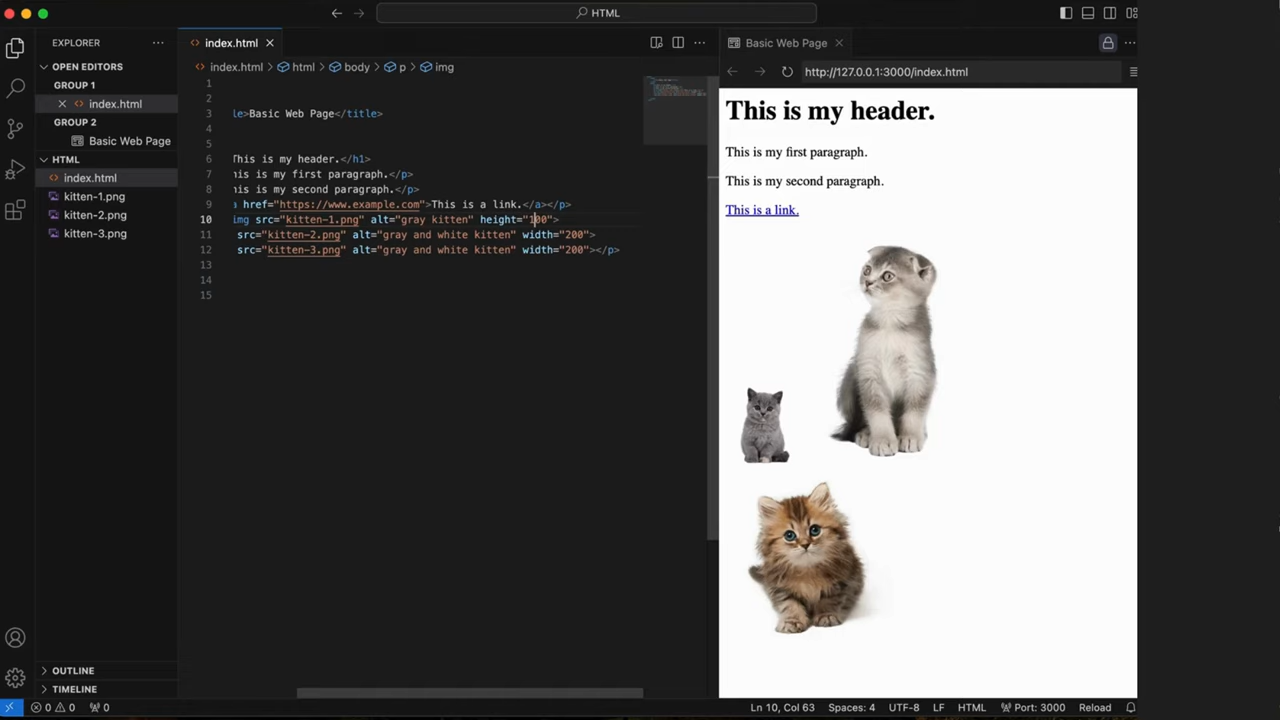 HTML
EXPLORER
OPEN EDITORS
GROUP 1
index.html
GROUP 2
Basic Web Page
HTML
index.html
kitten-1.png
kitten-2.png
kitten-3.png
OUTLINE
TIMELINE
index.html
index.html > html > body > p > img
1
2
3 le>Basic Web Page</title>
4
5
6 This is my header.</h1>
7 his is my first paragraph.</p>
8 his is my second paragraph.</p>
9 href="https://www.example.com">This is a link.</a></p>
10 img src="kitten-1.png" alt="gray kitten" height="100">
11 src="kitten-2.png" alt="gray and white kitten" width="200">
12 src="kitten-3.png" alt="gray and white kitten" width="200"></p>
13
14
15
Basic Web Page
http://127.0.0.1:3000/index.html
This is my header.
This is my first paragraph.
This is my second paragraph.
This is a link.
0 0 0 Ln 10, Col 63 Spaces: 4 UTF-8 LF HTML Port: 3000 Reload